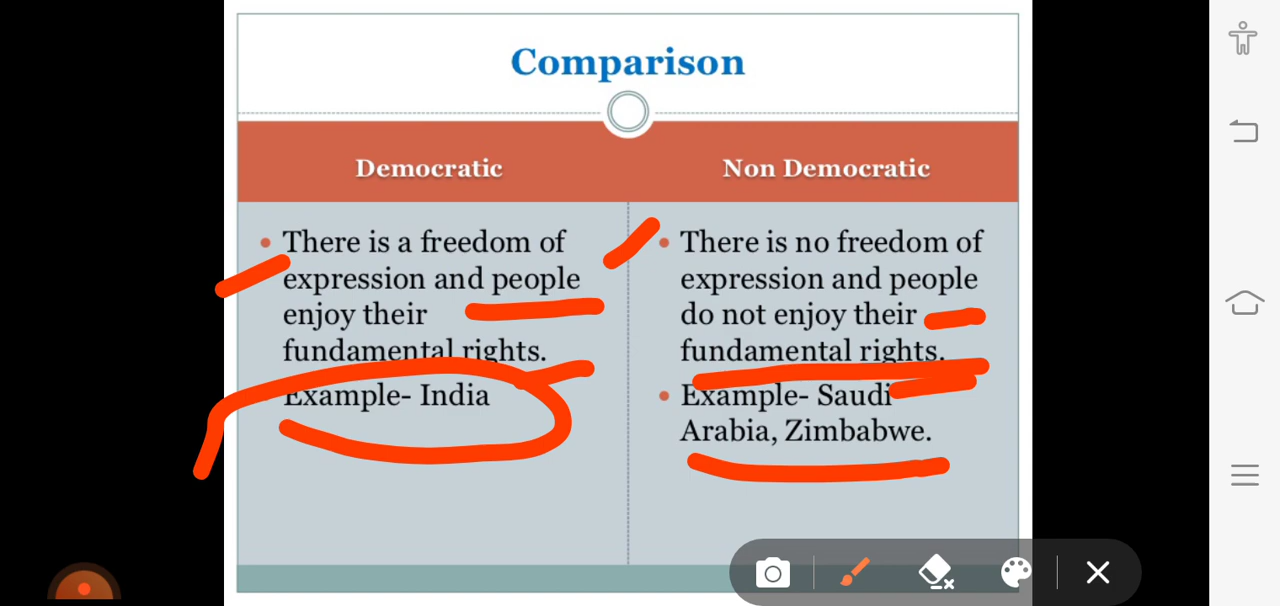 Comparison
Democratic
There is a freedom of
expression and people
enjoy their
fundamental rights.
Example- India
Non Democratic
There is no freedom of
expression and people
do not enjoy their
fundamental rights.
Example- Saudi
Arabia, Zimbabwe.